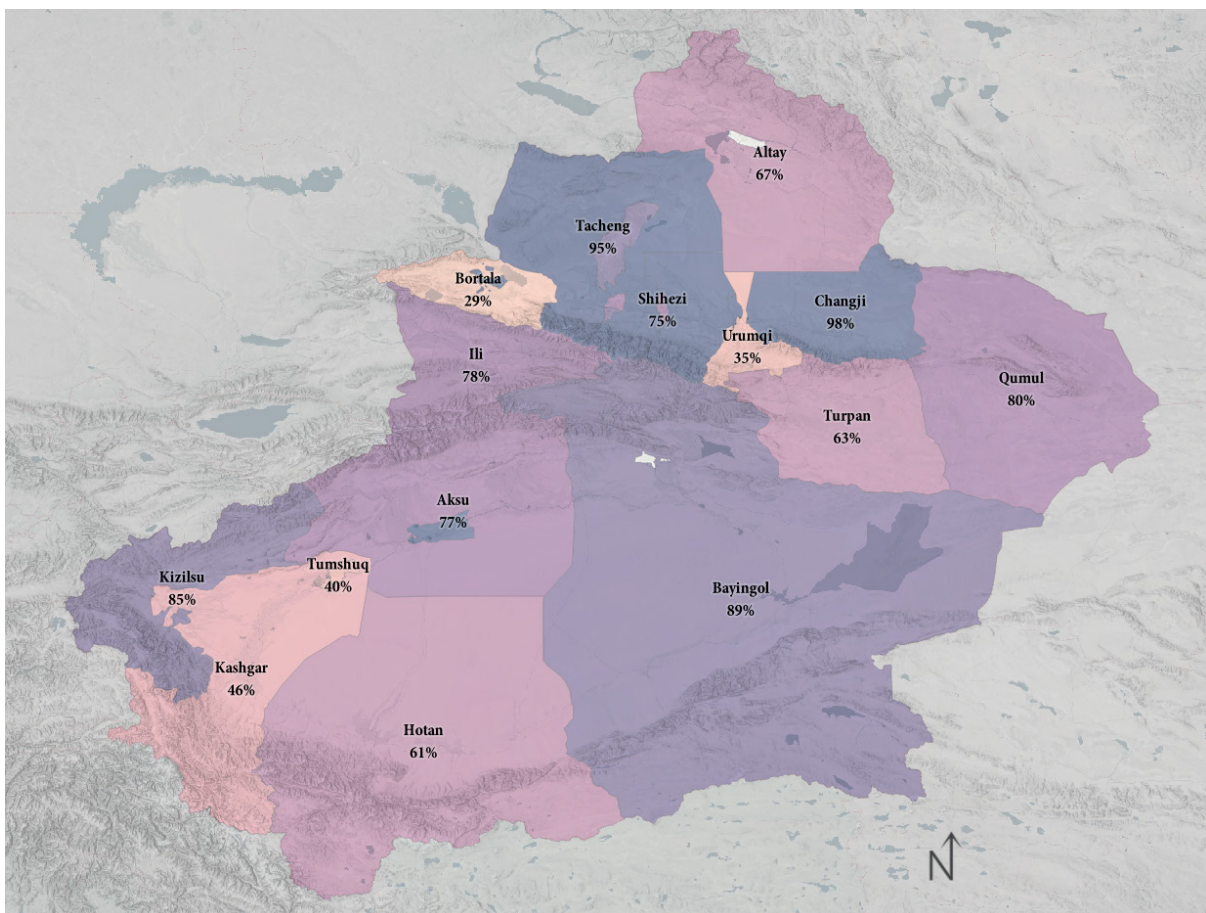 Altay
67%
Tacheng
95%
Bortala
29%
Shihezi
75%
Changji
98%
Urumqi
35%
Ili
78%
Qumul
80%
Turpan
63%
Aksu
77%
Tumshuq
40%
Kizilsu
85%
Bayingol
89%
Kashgar
46%
Hotan
61%
N